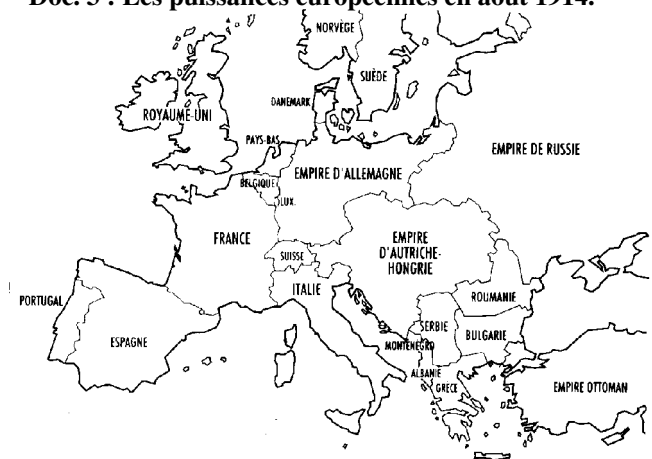 Doc. 3 : Les puissances européennes en août 1914.
NORVÈGE
SUÈDE
DANEMARK
ROYAUME-UNI
PAYS-BAS
EMPIRE DE RUSSIE
EMPIRE D'ALLEMAGNE
BELGIQUE
LUX.
FRANCE
EMPIRE
D'AUTRICHE-
HONGRIE
SUISSE
ITALIE
ROUMANIE
PORTUGAL
SERBIE
BULGARIE
ESPAGNE
MONTENEGRO
ALBANIE
GRÈCE
EMPIRE OTTOMAN